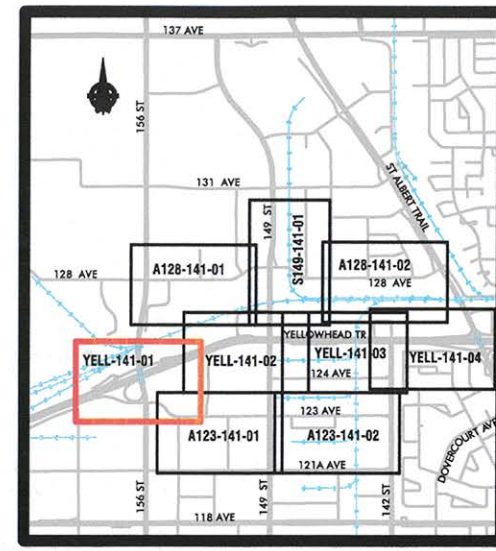 137 AVE
156 ST
131 AVE
149 ST
S149-141-01
ST ALBERT TRAIL
A128-141-01
A128-141-02
128 AVE
128 AVE
YELLOWHEAD TR
YELL-141-01
YELL-141-02
YELL-141-03
YELL-141-04
124 AVE
123 AVE
A123-141-01
A123-141-02
DOVERCOURT AVE
121A AVE
156 ST
149 ST
142 ST
118 AVE